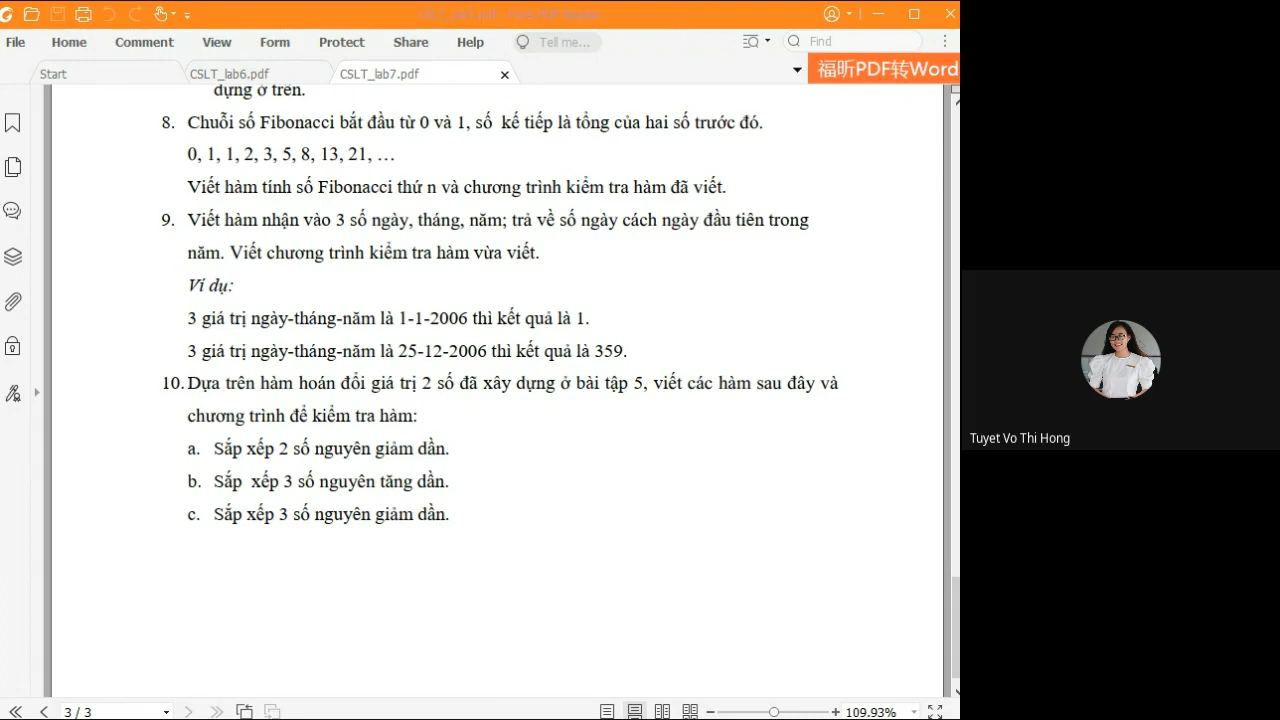 File Home Comment View Form Protect Share Help Tell me... Find
Start CSLT_lab6.pdf CSLT_lab7.pdf 福昕PDF转Word
dựng ở trên.
8. Chuỗi số Fibonacci bắt đầu từ 0 và 1, số kế tiếp là tổng của hai số trước đó.
0, 1, 1, 2, 3, 5, 8, 13, 21, …
Viết hàm tính số Fibonacci thứ n và chương trình kiểm tra hàm đã viết.
9. Viết hàm nhận vào 3 số ngày, tháng, năm; trả về số ngày cách ngày đầu tiên trong
năm. Viết chương trình kiểm tra hàm vừa viết.
Ví dụ:
3 giá trị ngày-tháng-năm là 1-1-2006 thì kết quả là 1.
3 giá trị ngày-tháng-năm là 25-12-2006 thì kết quả là 359.
10. Dựa trên hàm hoán đổi giá trị 2 số đã xây dựng ở bài tập 5, viết các hàm sau đây và
chương trình để kiểm tra hàm:
a. Sắp xếp 2 số nguyên giảm dần.
b. Sắp xếp 3 số nguyên tăng dần.
c. Sắp xếp 3 số nguyên giảm dần.
Tuyet Vo Thi Hong
3 / 3 109.93%